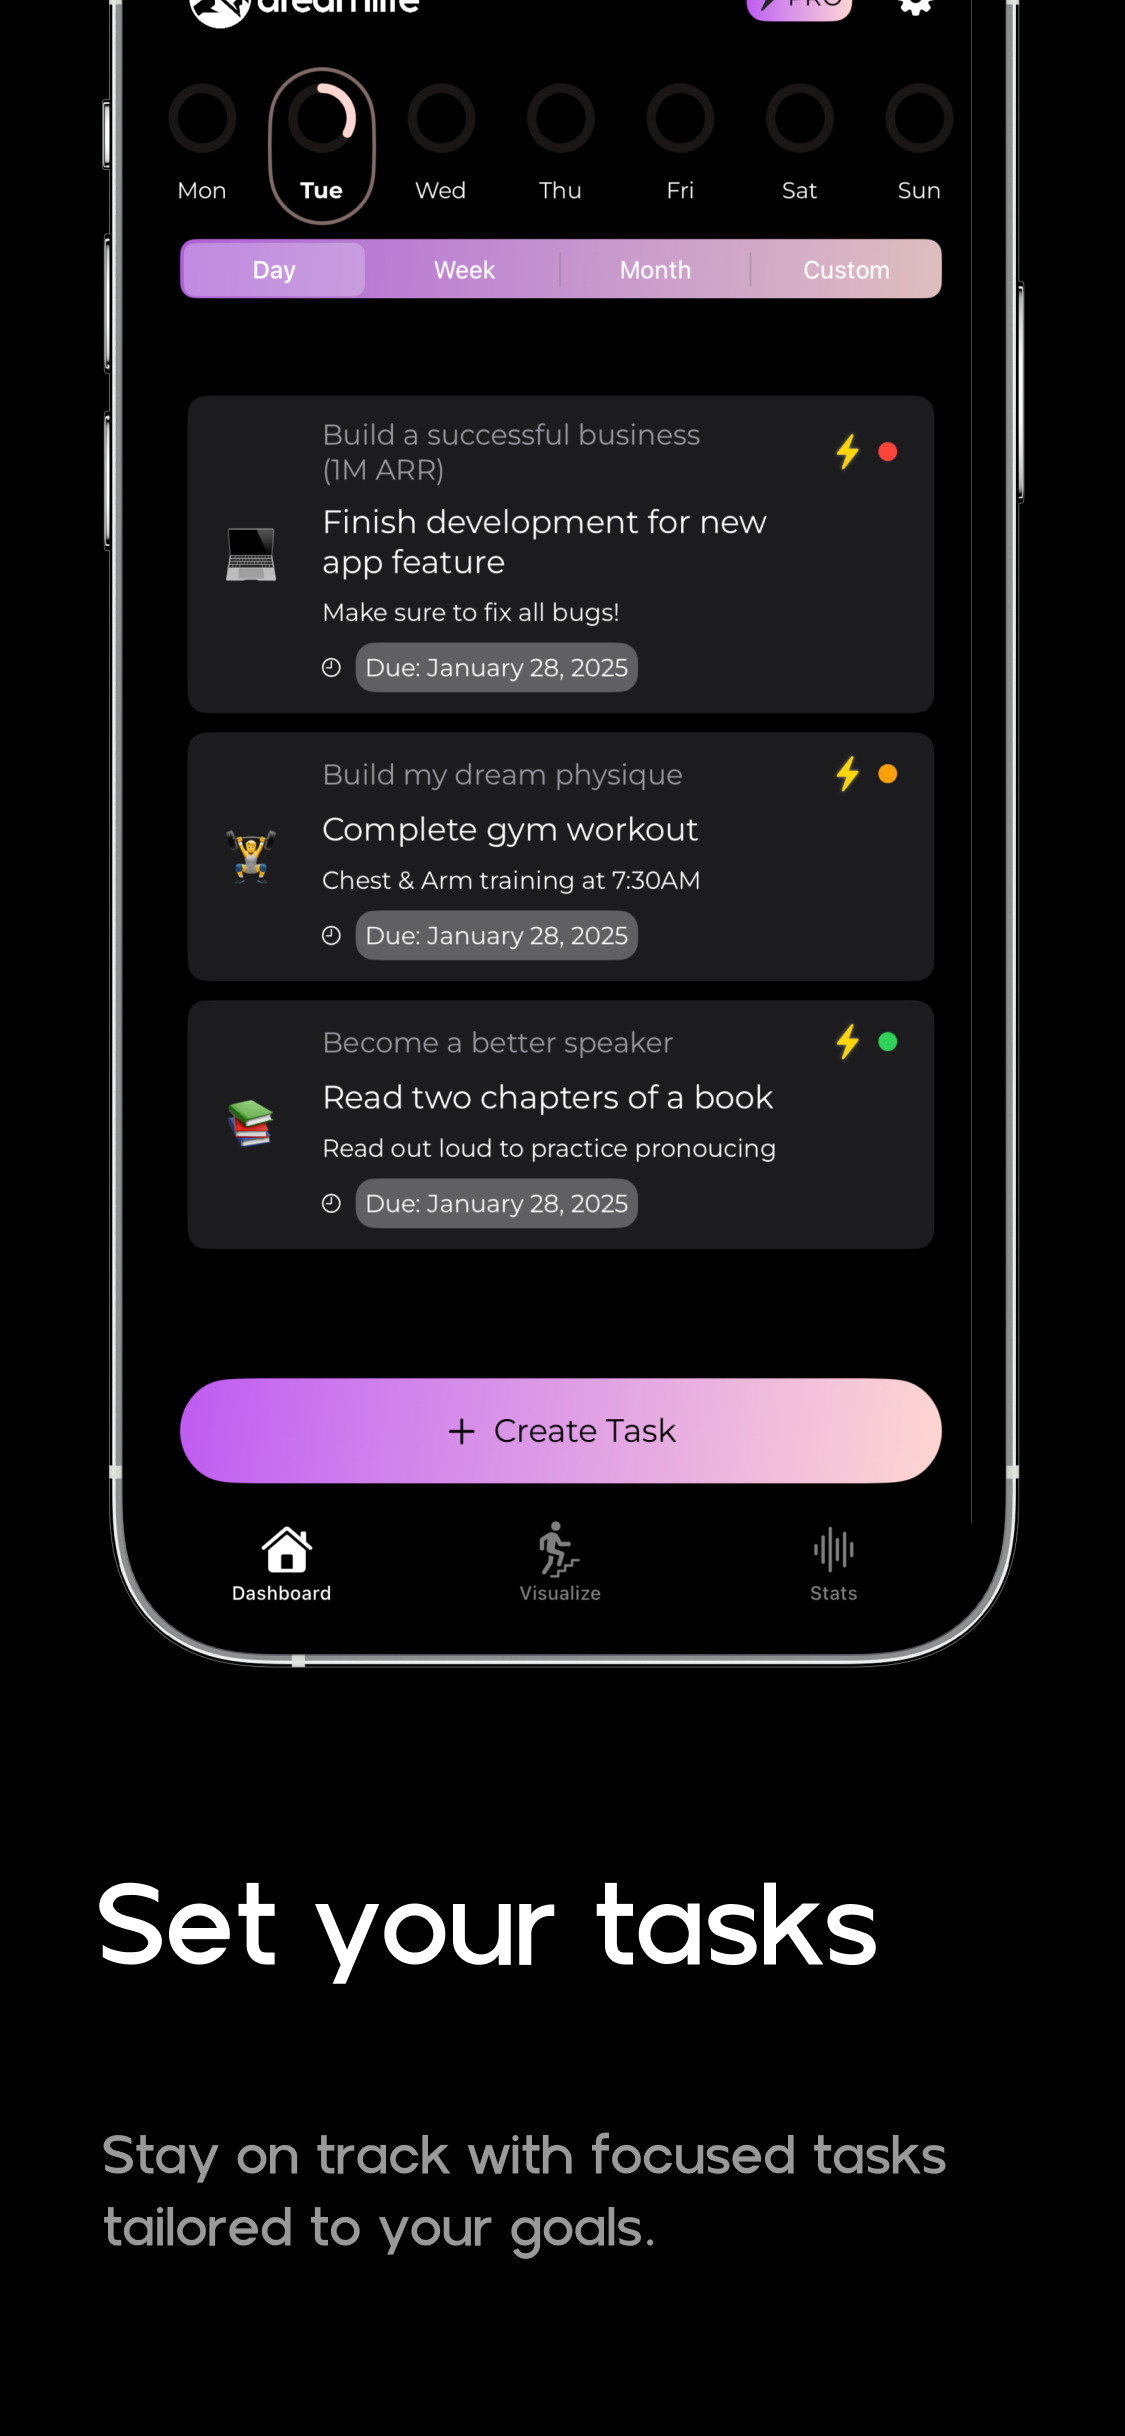 dreamlife
PRO
Mon
Tue
Wed
Thu
Fri
Sat
Sun
Day
Week
Month
Custom
Build a successful business
(1M ARR)
Finish development for new
app feature
Make sure to fix all bugs!
Due: January 28, 2025
Build my dream physique
Complete gym workout
Chest & Arm training at 7:30AM
Due: January 28, 2025
Become a better speaker
Read two chapters of a book
Read out loud to practice pronoucing
Due: January 28, 2025
+ Create Task
Dashboard
Visualize
Stats
Set your tasks
Stay on track with focused tasks
tailored to your goals.